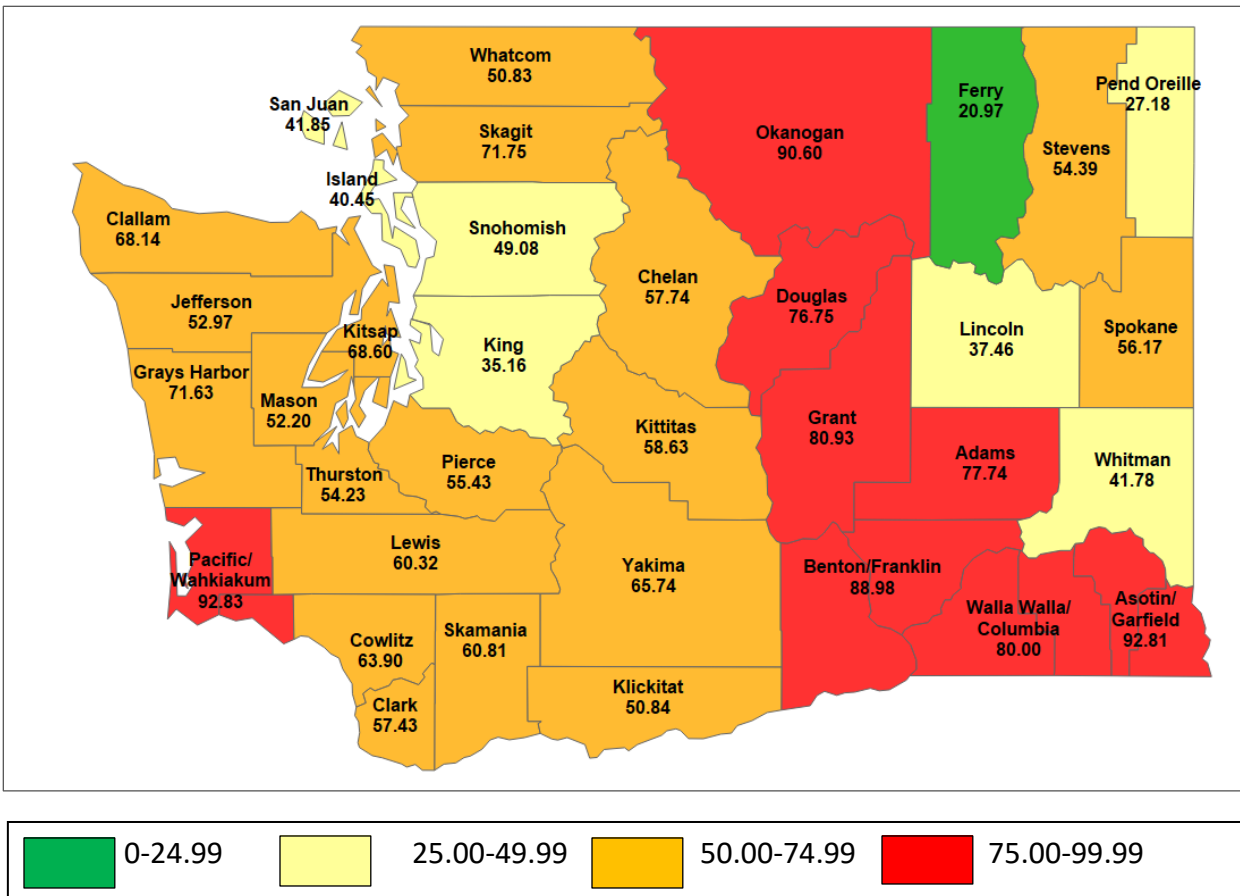 Whatcom
50.83
San Juan
41.85
Skagit
71.75
Island
40.45
Okanogan
90.60
Ferry
20.97
Pend Oreille
27.18
Stevens
54.39
Clallam
68.14
Snohomish
49.08
Chelan
57.74
Jefferson
52.97
Kitsap
68.60
King
35.16
Douglas
76.75
Lincoln
37.46
Spokane
56.17
Grays Harbor
71.63
Mason
52.20
Kittitas
58.63
Grant
80.93
Adams
77.74
Whitman
41.78
Thurston
54.23
Pierce
55.43
Pacific/
Wahkiakum
92.83
Lewis
60.32
Yakima
65.74
Benton/Franklin
88.98
Walla Walla/
Columbia
80.00
Asotin/
Garfield
92.81
Cowlitz
63.90
Skamania
60.81
Clark
57.43
Klickitat
50.84
0-24.99
25.00-49.99
50.00-74.99
75.00-99.99